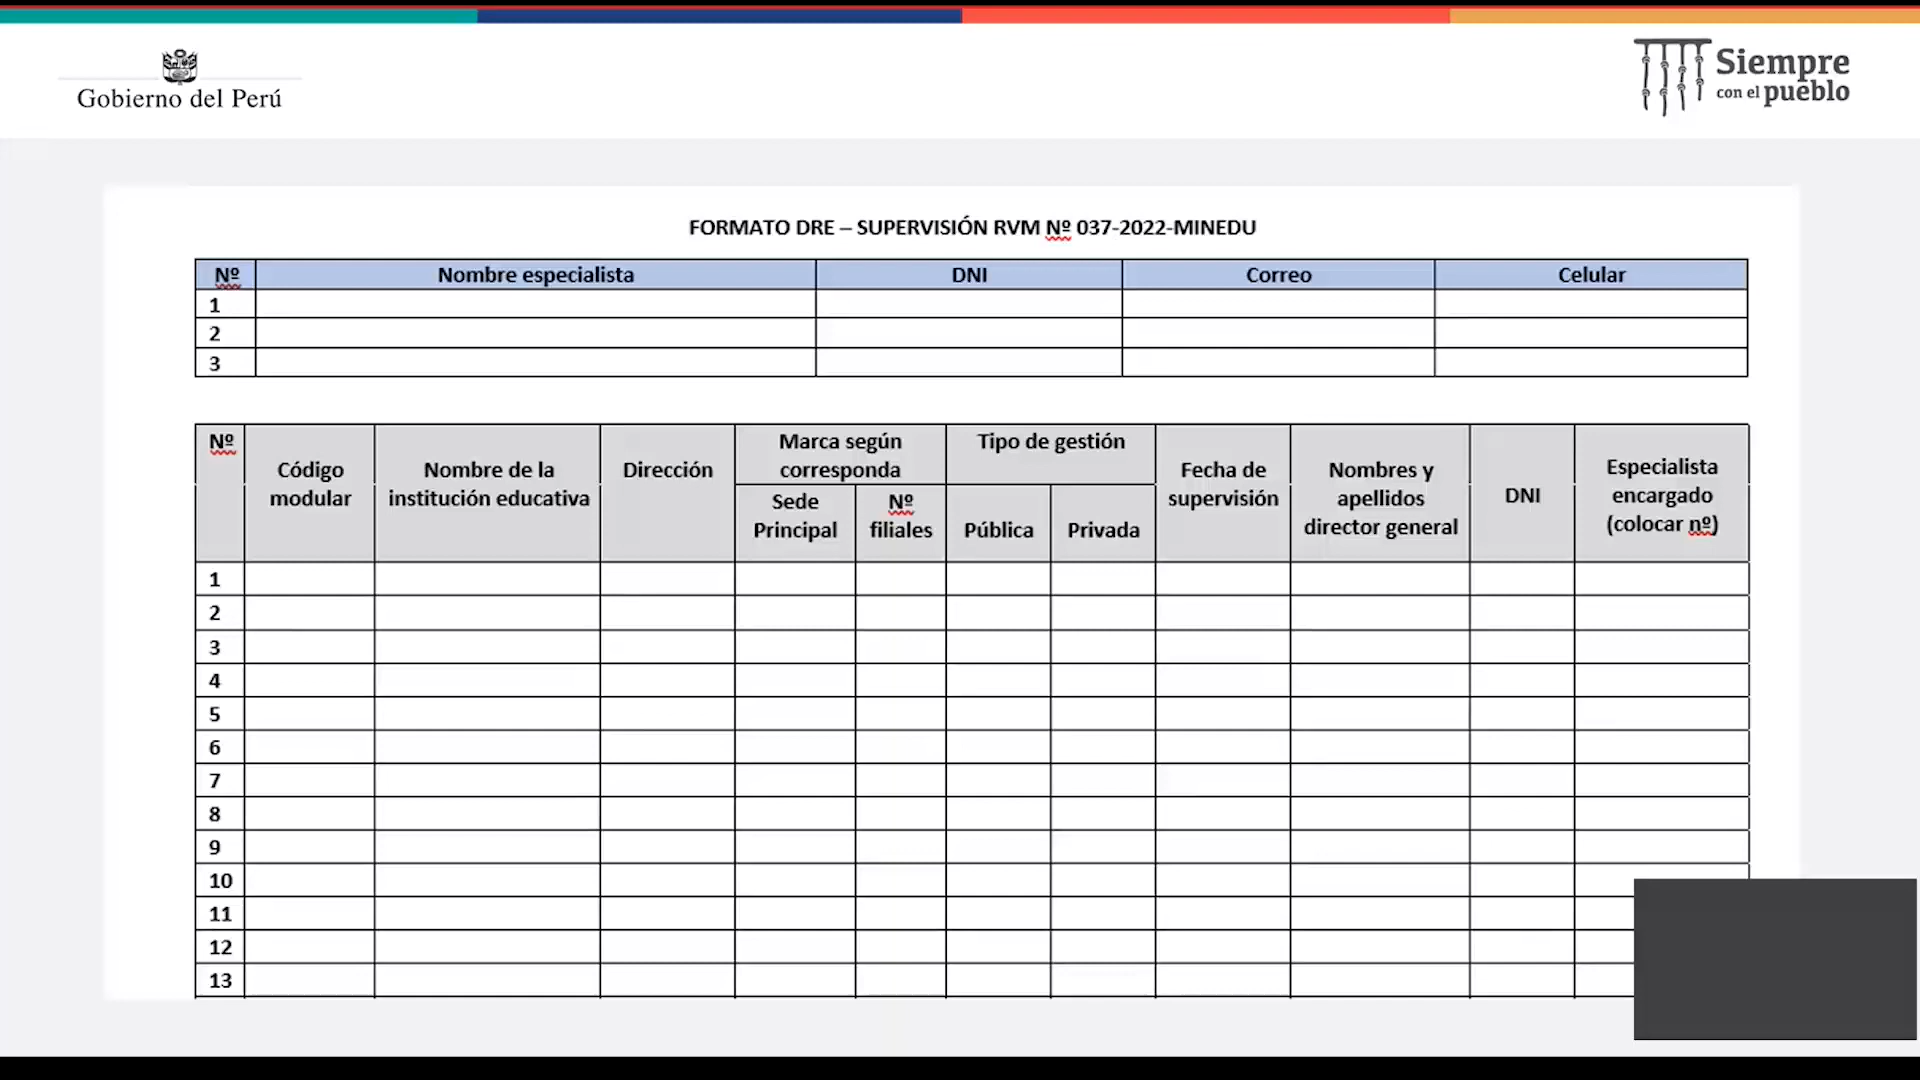 Gobierno del Perú
Siempre
con el pueblo
FORMATO DRE – SUPERVISIÓN RVM Nº 037-2022-MINEDU
Nº Nombre especialista DNI Correo Celular
1
2
3
Nº Código modular Nombre de la institución educativa Dirección Marca según corresponda Tipo de gestión Fecha de supervisión Nombres y apellidos director general DNI Especialista encargado (colocar nº)
Sede Principal Nº filiales Pública Privada
1
2
3
4
5
6
7
8
9
10
11
12
13